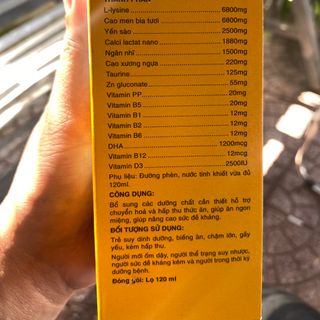 THÀNH PHẦN
L-lysine 6800mg
Cao men bia tươi 6800mg
Yến sào 2500mg
Calci lactat nano 1880mg
Ngân nhĩ 1500mg
Cao xương ngựa 220mg
Taurine 125mg
Zn gluconate 55mg
Vitamin PP 20mg
Vitamin B5 20mg
Vitamin B1 12mg
Vitamin B2 12mg
Vitamin B6 12mg
DHA 1200mcg
Vitamin B12 12mcg
Vitamin D3 2500IU
Phụ liệu: Đường phèn, nước tinh khiết vừa đủ
120ml.
CÔNG DỤNG:
Bổ sung các dưỡng chất cần thiết hỗ trợ
chuyển hoá và hấp thu thức ăn, giúp ăn ngon
miệng, giúp nâng cao sức đề kháng.
ĐỐI TƯỢNG SỬ DỤNG:
Trẻ suy dinh dưỡng, biếng ăn, chậm lớn, gầy
yếu, kém hấp thu.
Người mới ốm dậy, người thể trạng suy nhược,
người sức đề kháng kém và người trong thời kỳ
dưỡng bệnh.
Đóng gói: Lọ 120 ml